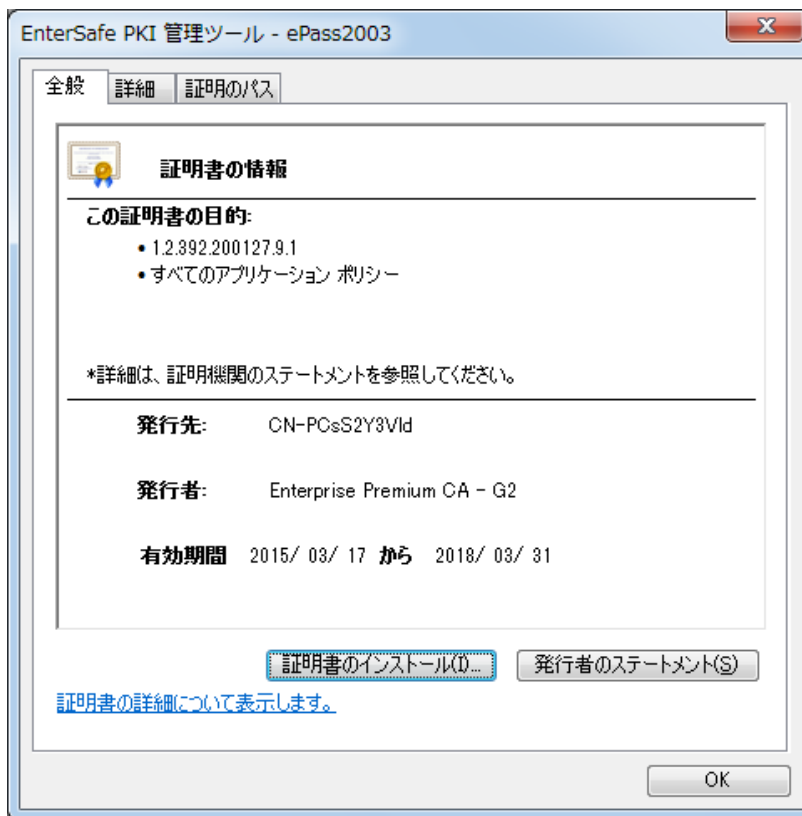 EnterSafe PKI 管理ツール - ePass2003
全般 詳細 証明のパス
証明書の情報
この証明書の目的:
• 1.2.392.200127.9.1
• すべてのアプリケーション ポリシー
*詳細は、証明機関のステートメントを参照してください。
発行先: CN-PCsS2Y3VId
発行者: Enterprise Premium CA - G2
有効期間 2015/ 03/ 17 から 2018/ 03/ 31
証明書のインストール(I)... 発行者のステートメント(S)
証明書の詳細について表示します。
OK